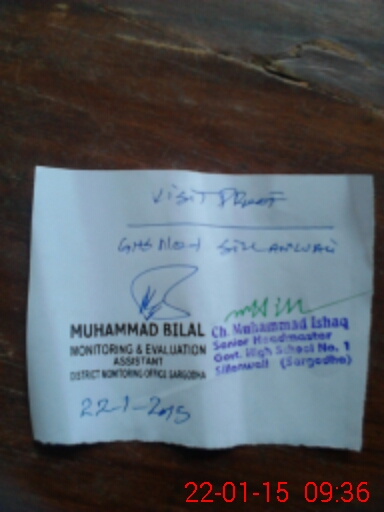 VISIT PROOF
GHS No-1 SILLANWALI
MUHAMMAD BILAL
MONITORING & EVALUATION
ASSISTANT
DISTRICT MONITORING OFFICE SARGODHA
Ch. Muhammad Ishaq
Senior Headmaster
Govt. High School No. 1
Sillanwali (Sargodha)
22-1-2015
22-01-15 09:36